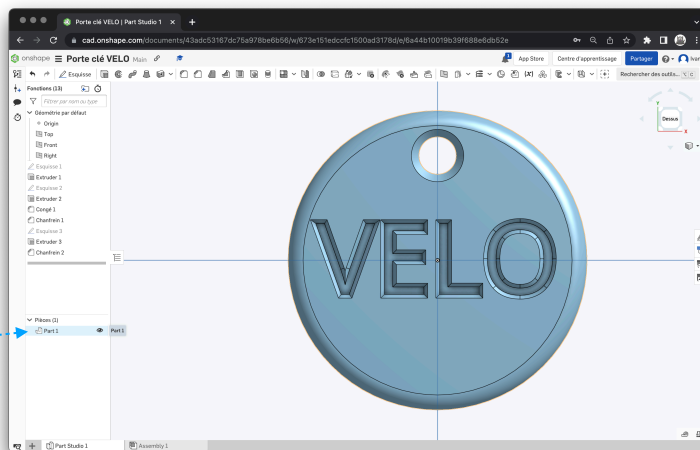 Porte clé VELO | Part Studio 1
cad.onshape.com/documents/43adc53167dc75a978be6b56/w/673e151edccfc1500ad3178d/e/6a44b10019b39f688e6db52e
onshape Porte clé VELO Main
App Store Centre d'apprentissage Partager
Esquisse
Rechercher des outils...
Fonctions (13)
Filtrer par nom ou type
Géométrie par défaut
Origin
Top
Front
Right
Esquisse 1
Extruder 1
Esquisse 2
Extruder 2
Congé 1
Chanfrein 1
Esquisse 3
Extruder 3
Chanfrein 2
Pièces (1)
Part 1
Part 1
VELO
Y
Dessus
X
Part Studio 1
Assembly 1